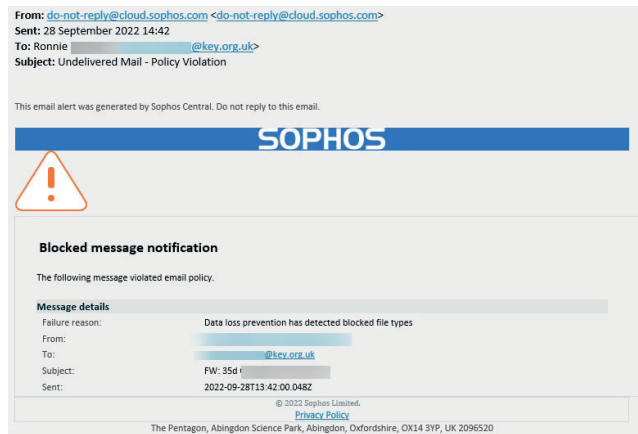 From: do-not-reply@cloud.sophos.com <do-not-reply@cloud.sophos.com>
Sent: 28 September 2022 14:42
To: Ronnie @key.org.uk>
Subject: Undelivered Mail - Policy Violation
This email alert was generated by Sophos Central. Do not reply to this email.
SOPHOS
Blocked message notification
The following message violated email policy.
Message details
Failure reason: Data loss prevention has detected blocked file types
From:
To: @key.org.uk
Subject: FW: 35d
Sent: 2022-09-28T13:42:00.048Z
© 2022 Sophos Limited.
Privacy Policy
The Pentagon, Abingdon Science Park, Abingdon, Oxfordshire, OX14 3YP, UK 2096520